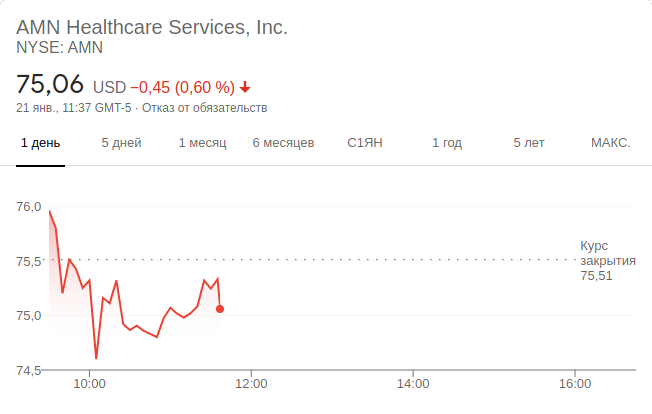 AMN Healthcare Services, Inc.
NYSE: AMN
75,06 USD −0,45 (0,60 %)
21 янв., 11:37 GMT-5 · Отказ от обязательств
1 день 5 дней 1 месяц 6 месяцев С1ЯН 1 год 5 лет МАКС.
76,0
Курс
75,5 закрытия
75,51
75,0
74,5
10:00 12:00 14:00 16:00